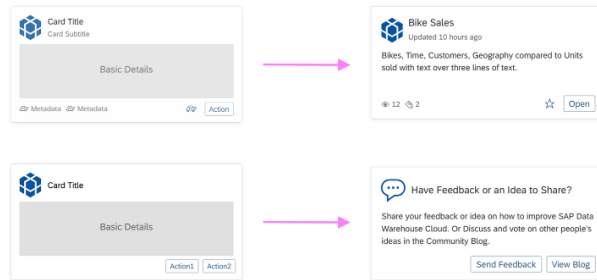 Card Title
Card Subtitle
Basic Details
Metadata Metadata Action
Bike Sales
Updated 10 hours ago
Bikes, Time, Customers, Geography compared to Units
sold with text over three lines of text.
12 2 Open
Card Title
Basic Details
Action1 Action2
Have Feedback or an Idea to Share?
Share your feedback or idea on how to improve SAP Data
Warehouse Cloud. Or Discuss and vote on other people's
ideas in the Community Blog.
Send Feedback View Blog